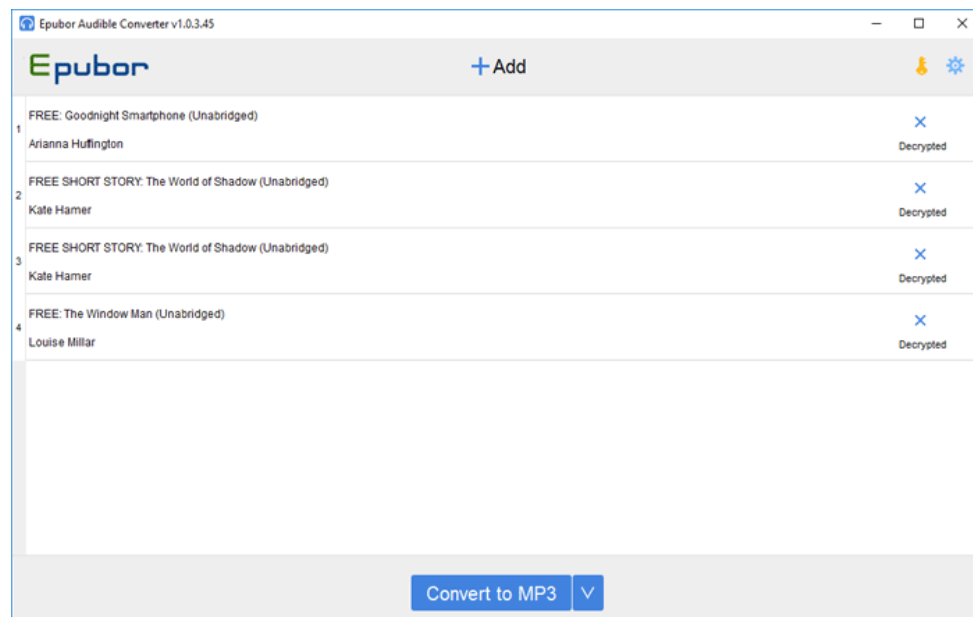 Epubor Audible Converter v1.0.3.45
Epubor
+Add
FREE: Goodnight Smartphone (Unabridged)
1
Arianna Huffington
Decrypted
FREE SHORT STORY: The World of Shadow (Unabridged)
2
Kate Hamer
Decrypted
FREE SHORT STORY: The World of Shadow (Unabridged)
3
Kate Hamer
Decrypted
FREE: The Window Man (Unabridged)
4
Louise Millar
Decrypted
Convert to MP3